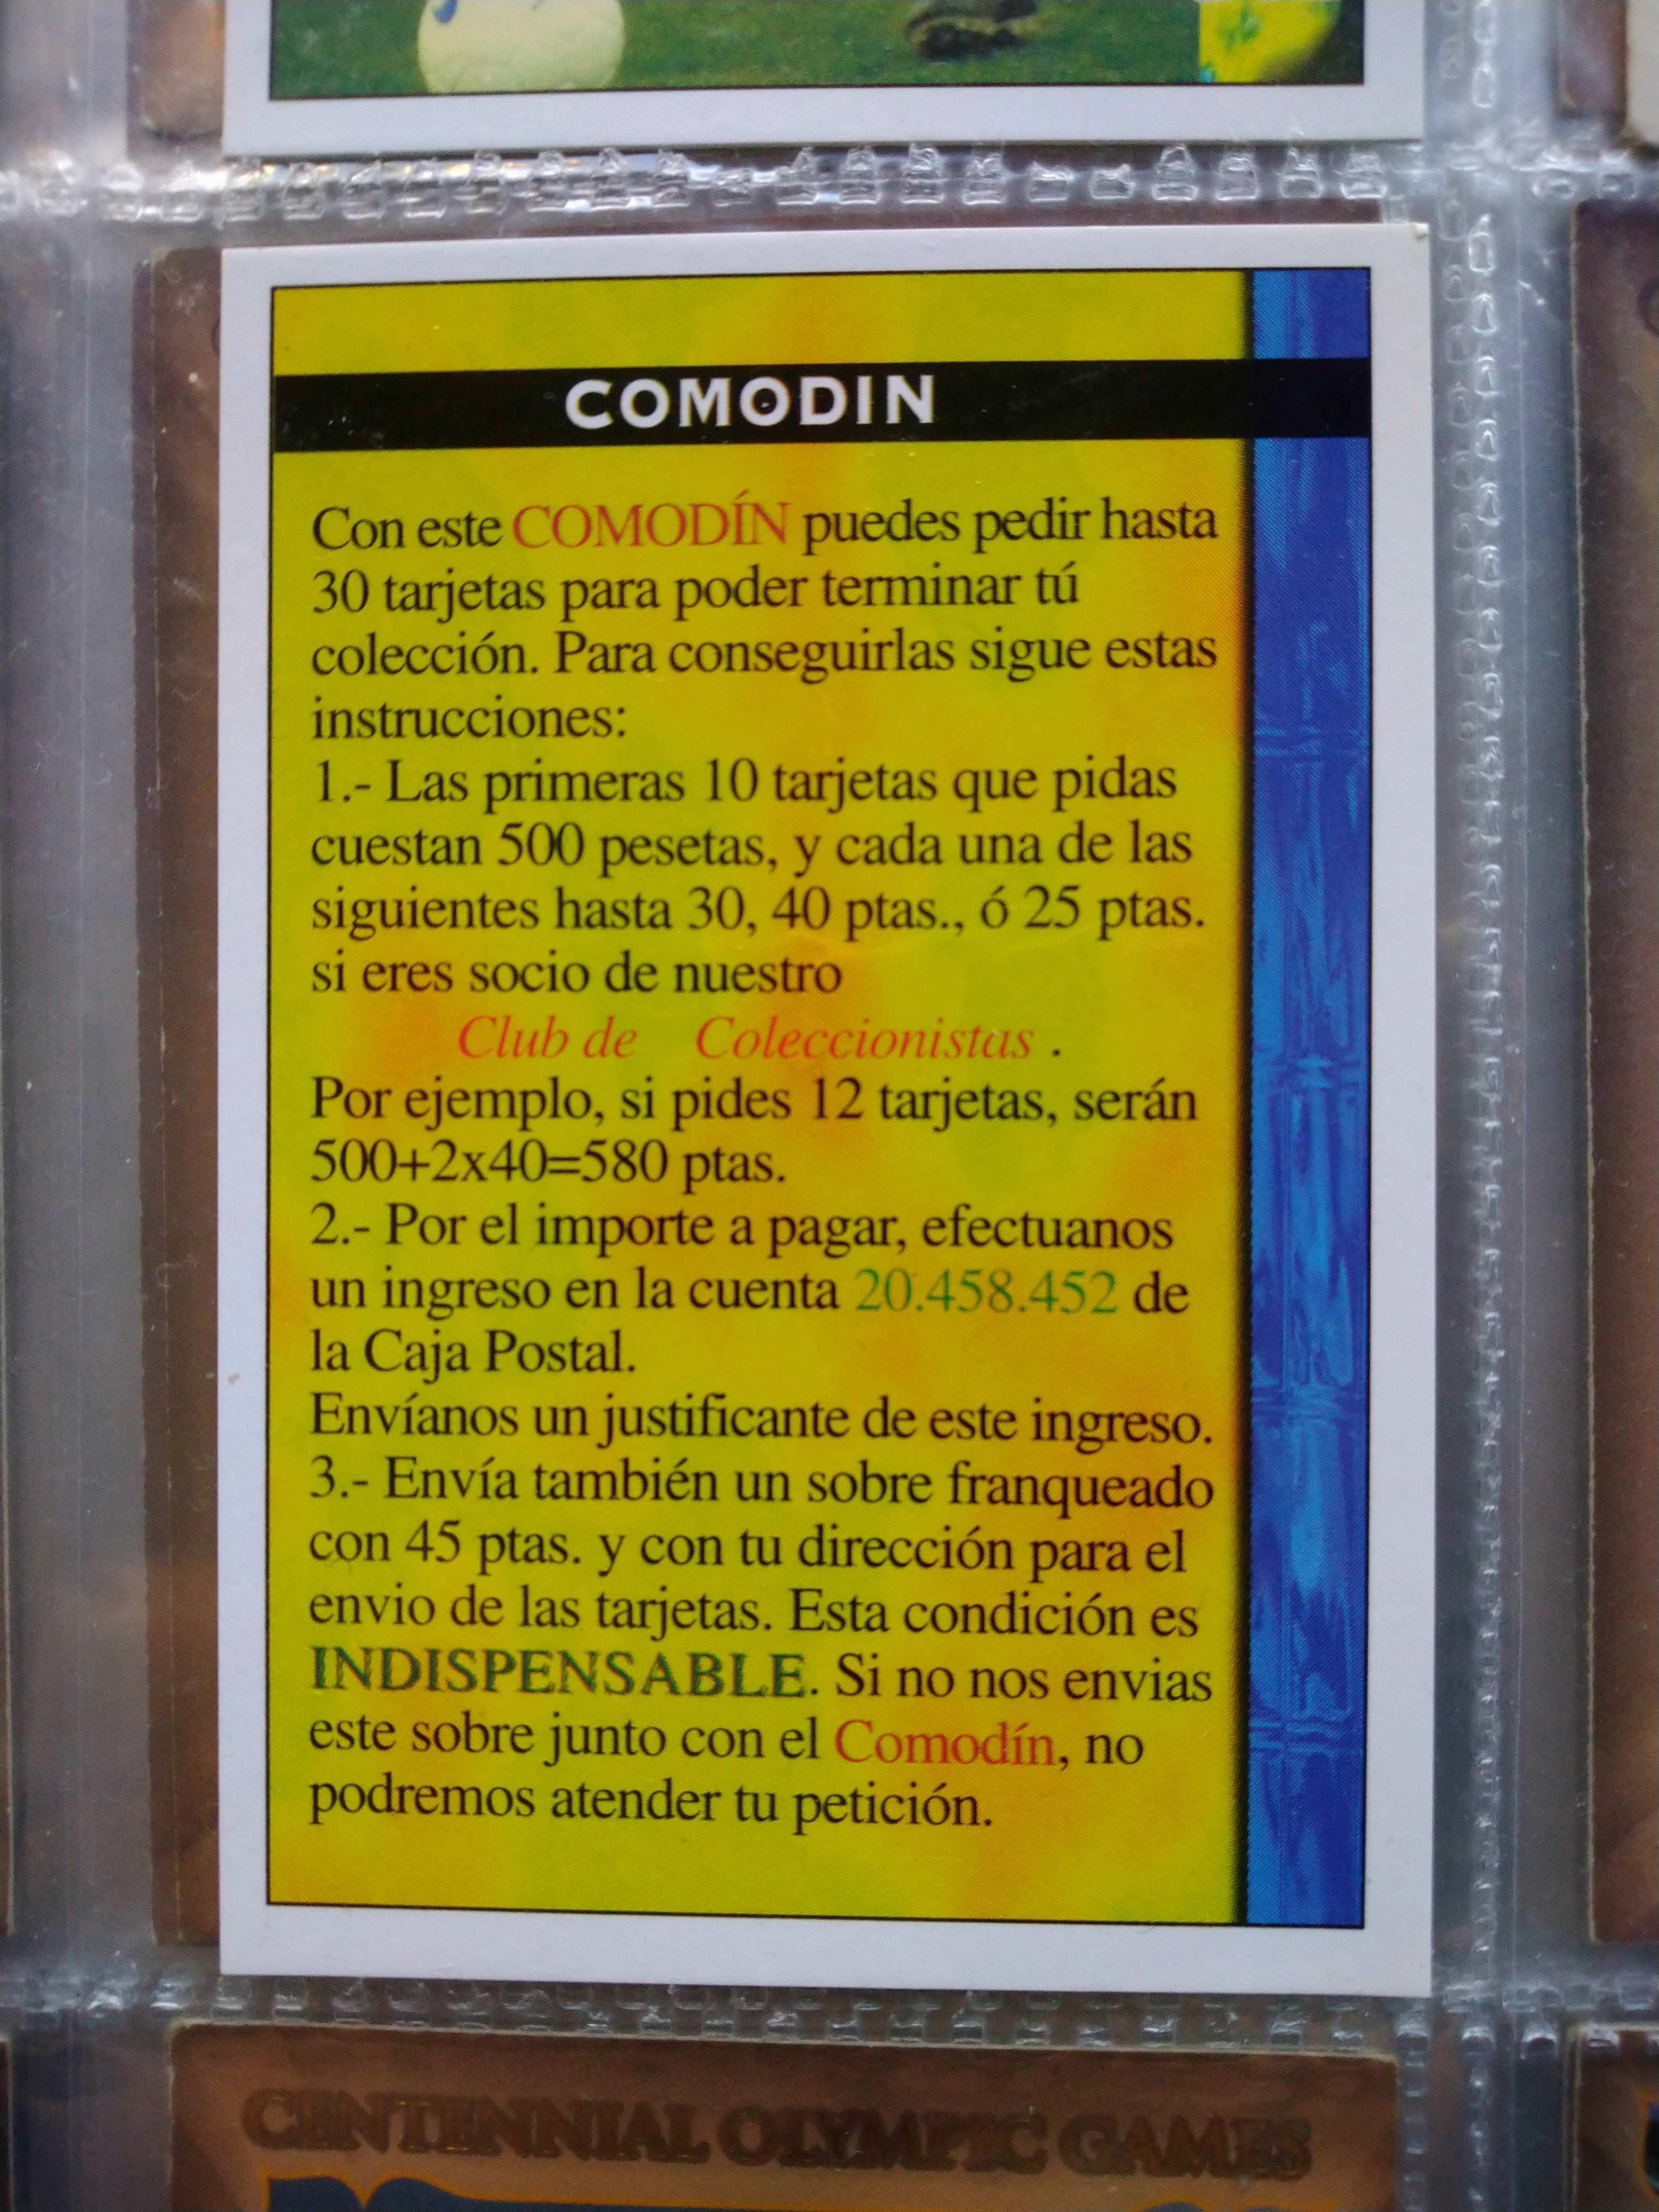 COMODIN
Con este COMODÍN puedes pedir hasta
30 tarjetas para poder terminar tú
colección. Para conseguirlas sigue estas
instrucciones:
1.- Las primeras 10 tarjetas que pidas
cuestan 500 pesetas, y cada una de las
siguientes hasta 30, 40 ptas., ó 25 ptas.
si eres socio de nuestro
Club de Coleccionistas .
Por ejemplo, si pides 12 tarjetas, serán
500+2x40=580 ptas.
2.- Por el importe a pagar, efectuanos
un ingreso en la cuenta 20.458.452 de
la Caja Postal.
Envíanos un justificante de este ingreso.
3.- Envía también un sobre franqueado
con 45 ptas. y con tu dirección para el
envio de las tarjetas. Esta condición es
INDISPENSABLE. Si no nos envias
este sobre junto con el Comodín, no
podremos atender tu petición.
CENTENNIAL OLYMPIC GAMES